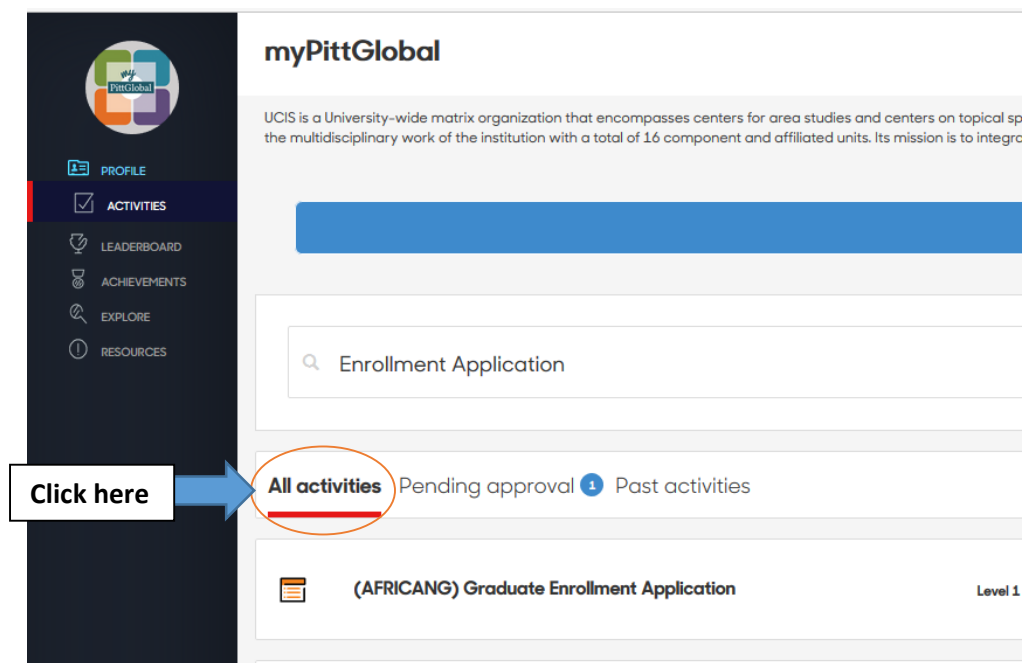 my
PittGlobal
myPittGlobal
UCIS is a University-wide matrix organization that encompasses centers for area studies and centers on topical sp
the multidisciplinary work of the institution with a total of 16 component and affiliated units. Its mission is to integra
PROFILE
ACTIVITIES
LEADERBOARD
ACHIEVEMENTS
EXPLORE
RESOURCES
Enrollment Application
Click here
All activities Pending approval 1 Past activities
(AFRICANG) Graduate Enrollment Application Level 1